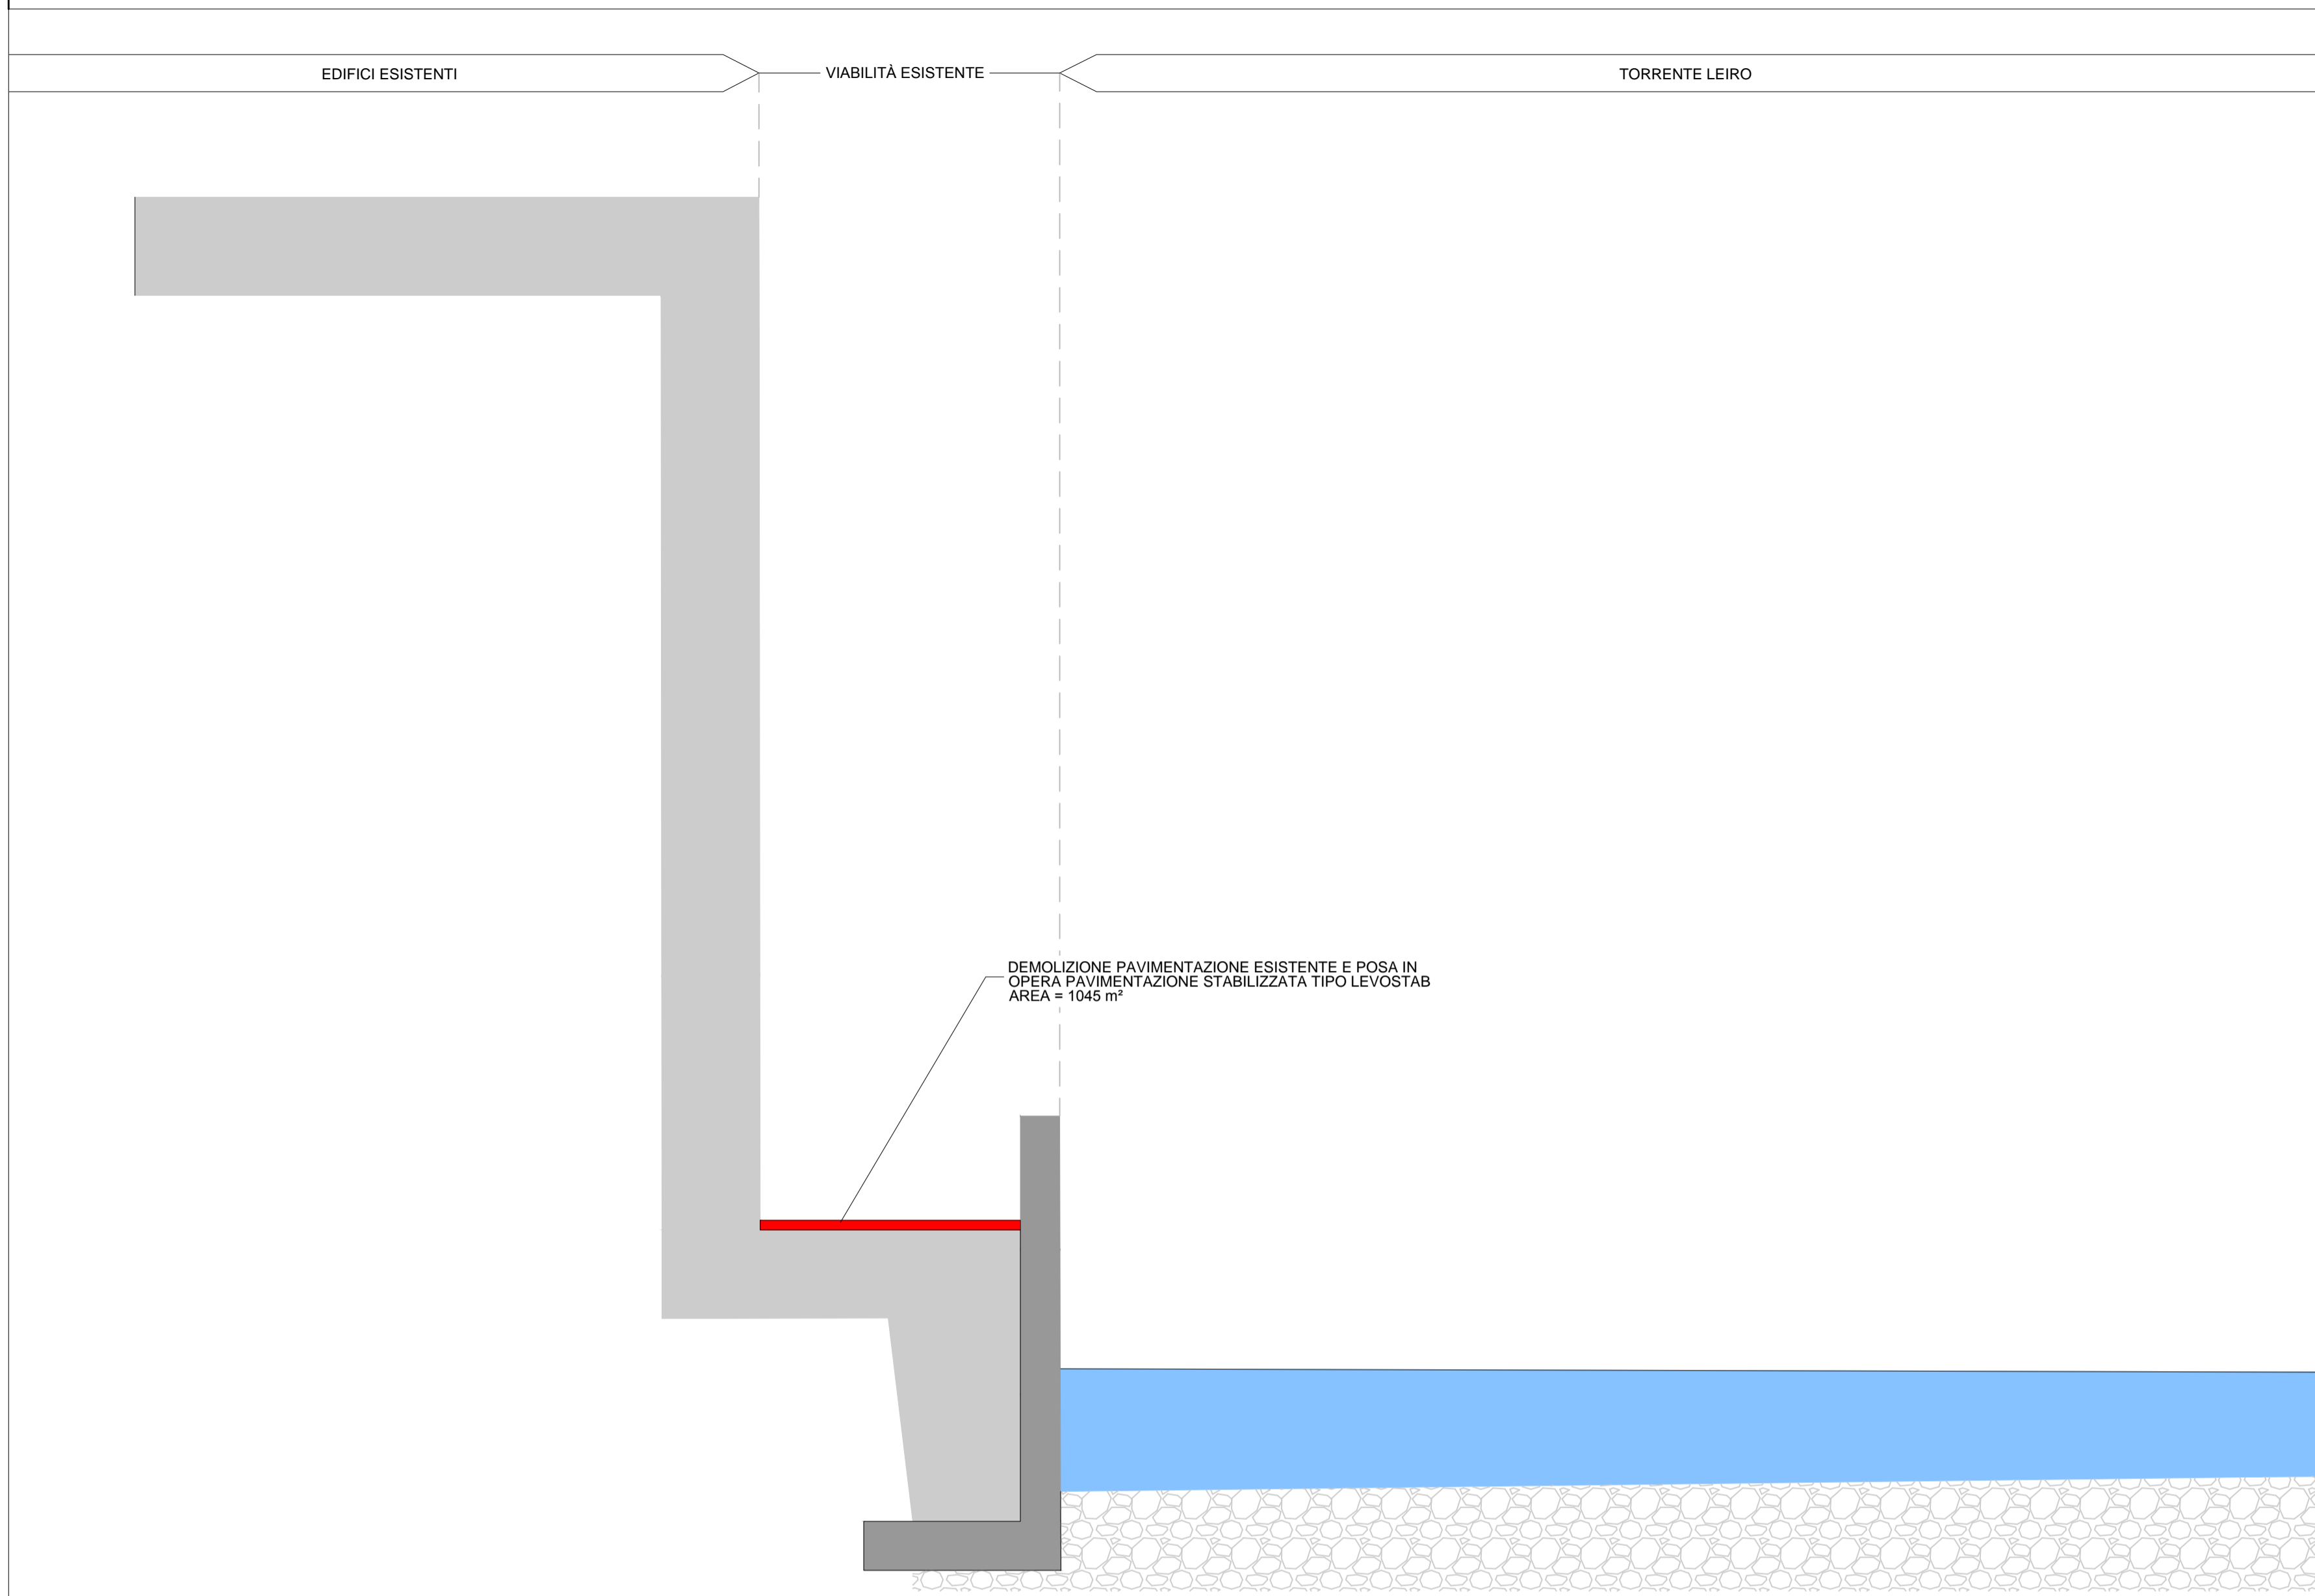 EDIFICI ESISTENTI
VIABILITÀ ESISTENTE
TORRENTE LEIRO
DEMOLIZIONE PAVIMENTAZIONE ESISTENTE E POSA IN
OPERA PAVIMENTAZIONE STABILIZZATA TIPO LEVOSTAB
AREA = 1045 m²